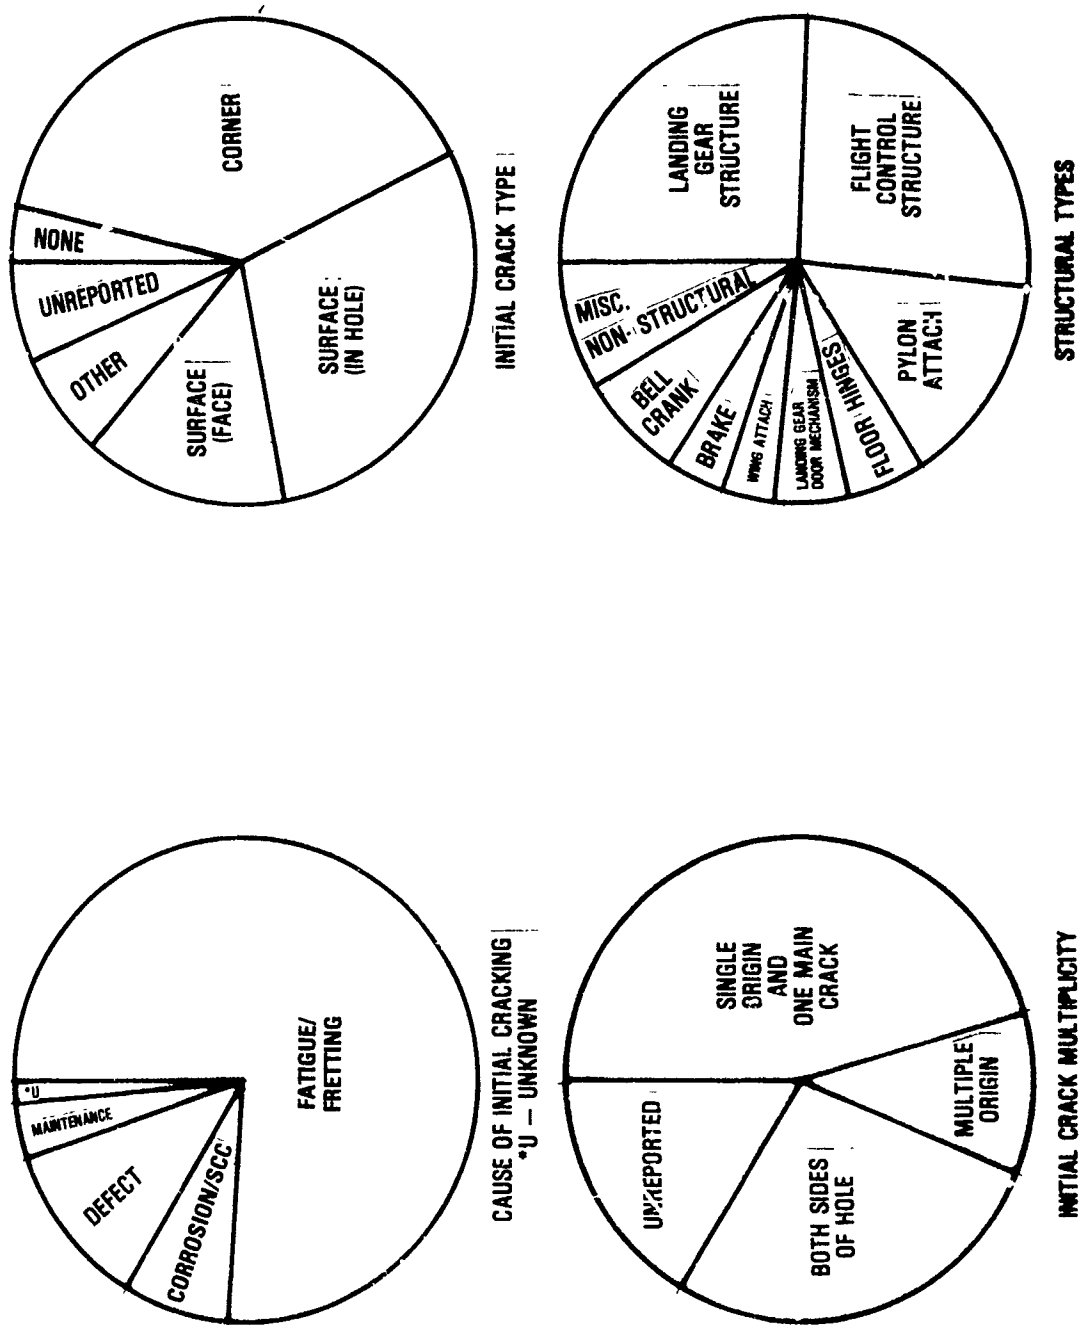 CAUSE OF INITIAL CRACKING
*U – UNKNOWN
*U
MAINTENANCE
DEFECT
CORROSION/SCC
FATIGUE/
FRETTING
INITIAL CRACK TYPE
NONE
UNREPORTED
OTHER
SURFACE
(FACE)
SURFACE
(IN HOLE)
CORNER
INITIAL CRACK MULTIPLICITY
UNREPORTED
BOTH SIDES
OF HOLE
MULTIPLE
ORIGIN
SINGLE
ORIGIN
AND
ONE MAIN
CRACK
STRUCTURAL TYPES
MISC.
NON-STRUCTURAL
BELL
CRANK
BRAKE
WING ATTACH
LANDING GEAR
DOOR MECHANISM
FLOOR HINGES
PYLON
ATTACH
FLIGHT
CONTROL
STRUCTURE
LANDING
GEAR
STRUCTURE